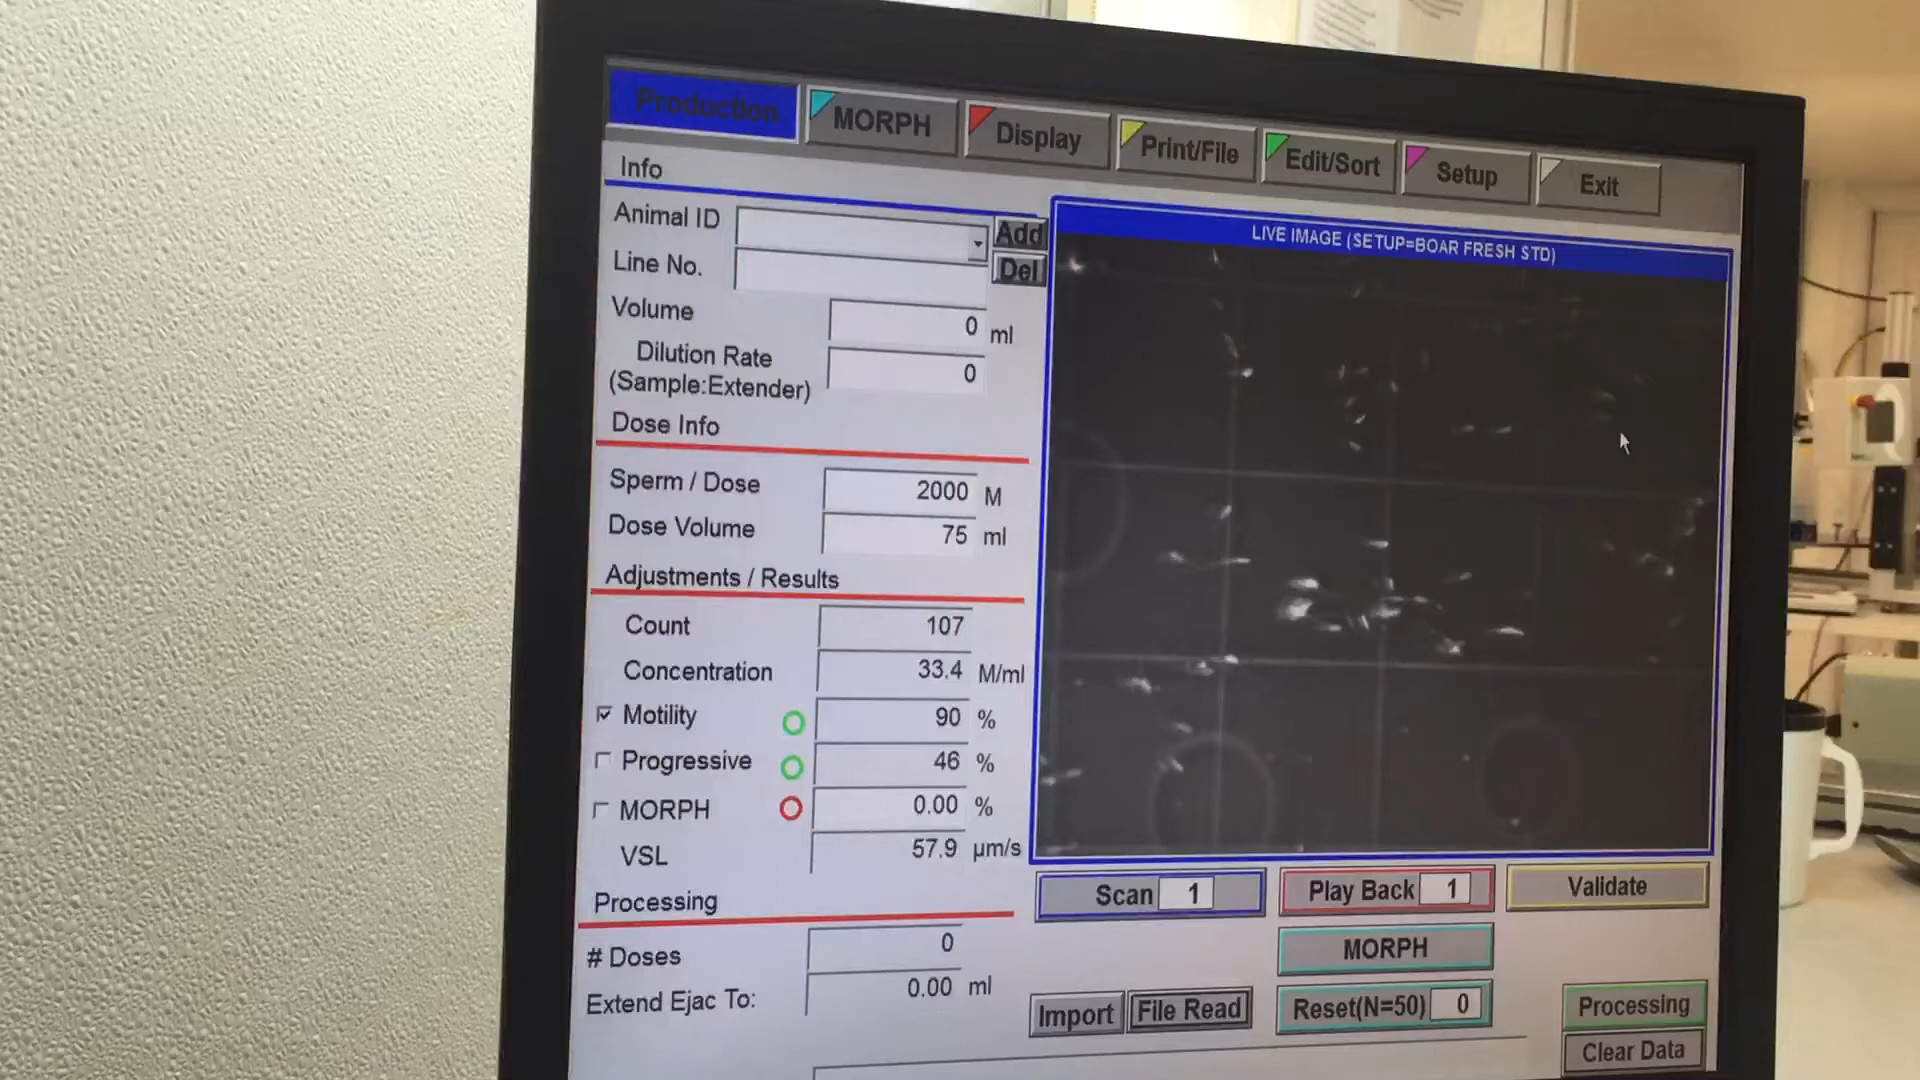 Production MORPH Display Print/File Edit/Sort Setup Exit
Info
Animal ID Add
Line No. Del
Volume 0 ml
Dilution Rate
(Sample:Extender) 0
Dose Info
Sperm / Dose 2000 M
Dose Volume 75 ml
Adjustments / Results
Count 107
Concentration 33.4 M/ml
Motility 90 %
Progressive 46 %
MORPH 0.00 %
VSL 57.9 µm/s
Processing
# Doses 0
Extend Ejac To: 0.00 ml
LIVE IMAGE (SETUP=BOAR FRESH STD)
Scan 1 Play Back 1 Validate
MORPH
Import File Read Reset(N=50) 0 Processing
Clear Data